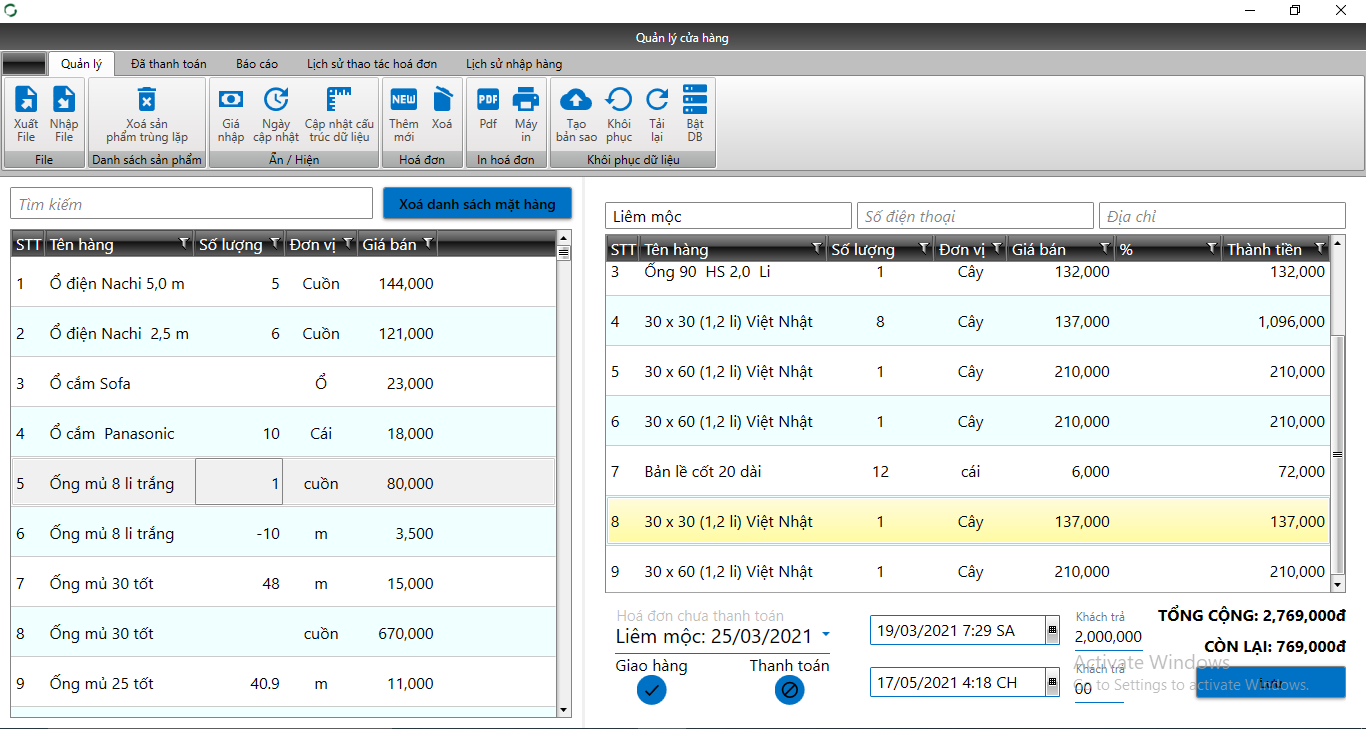 Quản lý cửa hàng
Quản lý Đã thanh toán Báo cáo Lịch sử thao tác hoá đơn Lịch sử nhập hàng
Xuất File
Nhập File
Xoá sản phẩm trùng lặp
Giá nhập
Ngày cập nhật
Cập nhật cấu trúc dữ liệu
NEW
Thêm mới
Xoá
PDF
Pdf
Máy in
Tạo bản sao
Khôi phục
Tải lại
Bật DB
File Danh sách sản phẩm Ẩn / Hiện Hoá đơn In hoá đơn Khôi phục dữ liệu
Tìm kiếm Xoá danh sách mặt hàng
STT Tên hàng Số lượng Đơn vị Giá bán
1 Ổ điện Nachi 5,0 m 5 Cuồn 144,000
2 Ổ điện Nachi 2,5 m 6 Cuồn 121,000
3 Ổ cắm Sofa Ổ 23,000
4 Ổ cắm Panasonic 10 Cái 18,000
5 Ống mủ 8 li trắng 1 cuồn 80,000
6 Ống mủ 8 li trắng -10 m 3,500
7 Ống mủ 30 tốt 48 m 15,000
8 Ống mủ 30 tốt cuồn 670,000
9 Ống mủ 25 tốt 40.9 m 11,000
Liêm mộc Số điện thoại Địa chỉ
STT Tên hàng Số lượng Đơn vị Giá bán % Thành tiền
3 Ống 90 HS 2,0 Li 1 Cây 132,000 132,000
4 30 x 30 (1,2 li) Việt Nhật 8 Cây 137,000 1,096,000
5 30 x 60 (1,2 li) Việt Nhật 1 Cây 210,000 210,000
6 30 x 60 (1,2 li) Việt Nhật 1 Cây 210,000 210,000
7 Bản lề cốt 20 dài 12 cái 6,000 72,000
8 30 x 30 (1,2 li) Việt Nhật 1 Cây 137,000 137,000
9 30 x 60 (1,2 li) Việt Nhật 1 Cây 210,000 210,000
Hoá đơn chưa thanh toán
Liêm mộc: 25/03/2021
Giao hàng Thanh toán
19/03/2021 7:29 SA
17/05/2021 4:18 CH
Khách trả
2,000,000
Khách trả
00
TỔNG CỘNG: 2,769,000đ
CÒN LẠI: 769,000đ
Lưu
Activate Windows
Go to Settings to activate Windows.